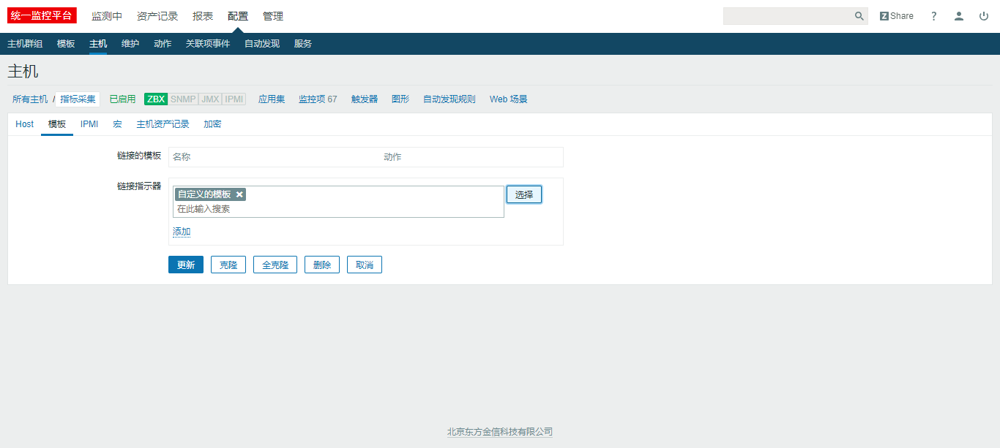 统一监控平台 监测中 资产记录 报表 配置 管理 Z Share ?
主机群组 模板 主机 维护 动作 关联项事件 自动发现 服务
主机
所有主机 / 指标采集 已启用 ZBX SNMP JMX IPMI 应用集 监控项 67 触发器 图形 自动发现规则 Web 场景
Host 模板 IPMI 宏 主机资产记录 加密
链接的模板 名称 动作
链接指示器
自定义的模板 × 选择
在此输入搜索
添加
更新 克隆 全克隆 删除 取消
北京东方金信科技有限公司